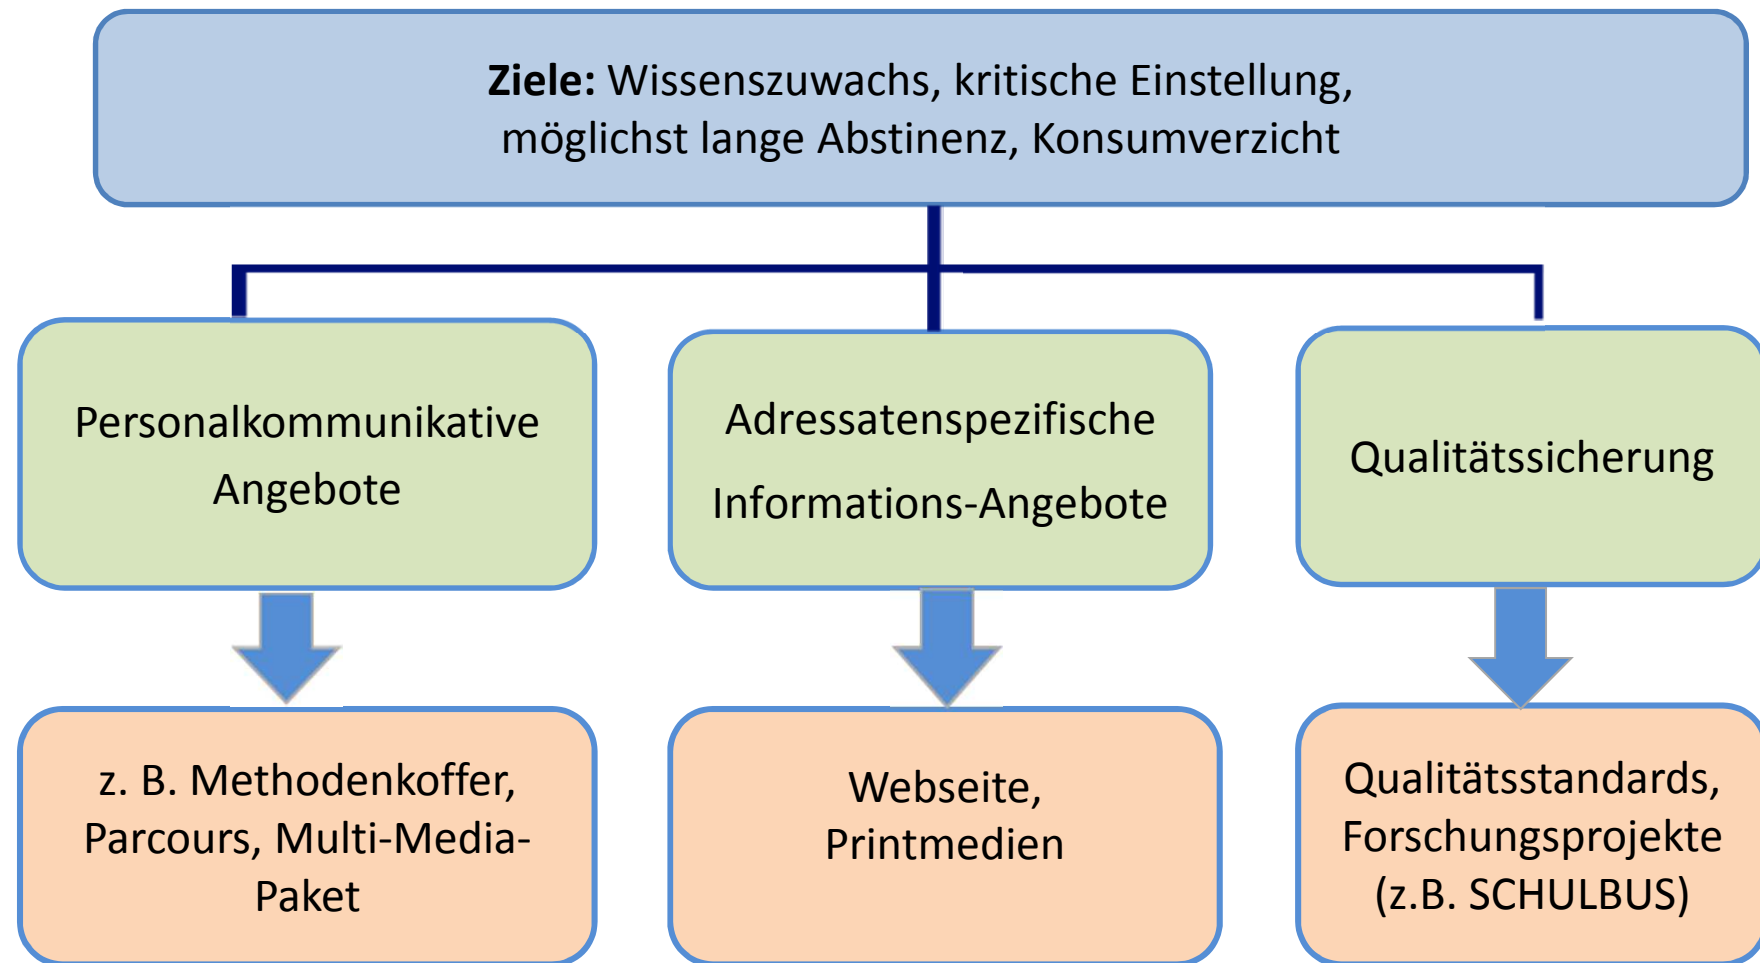 Ziele: Wissenszuwachs, kritische Einstellung,
möglichst lange Abstinenz, Konsumverzicht
Personalkommunikative
Angebote
Adressatenspezifische
Informations-Angebote
Qualitätssicherung
z. B. Methodenkoffer,
Parcours, Multi-Media-
Paket
Webseite,
Printmedien
Qualitätsstandards,
Forschungsprojekte
(z.B. SCHULBUS)